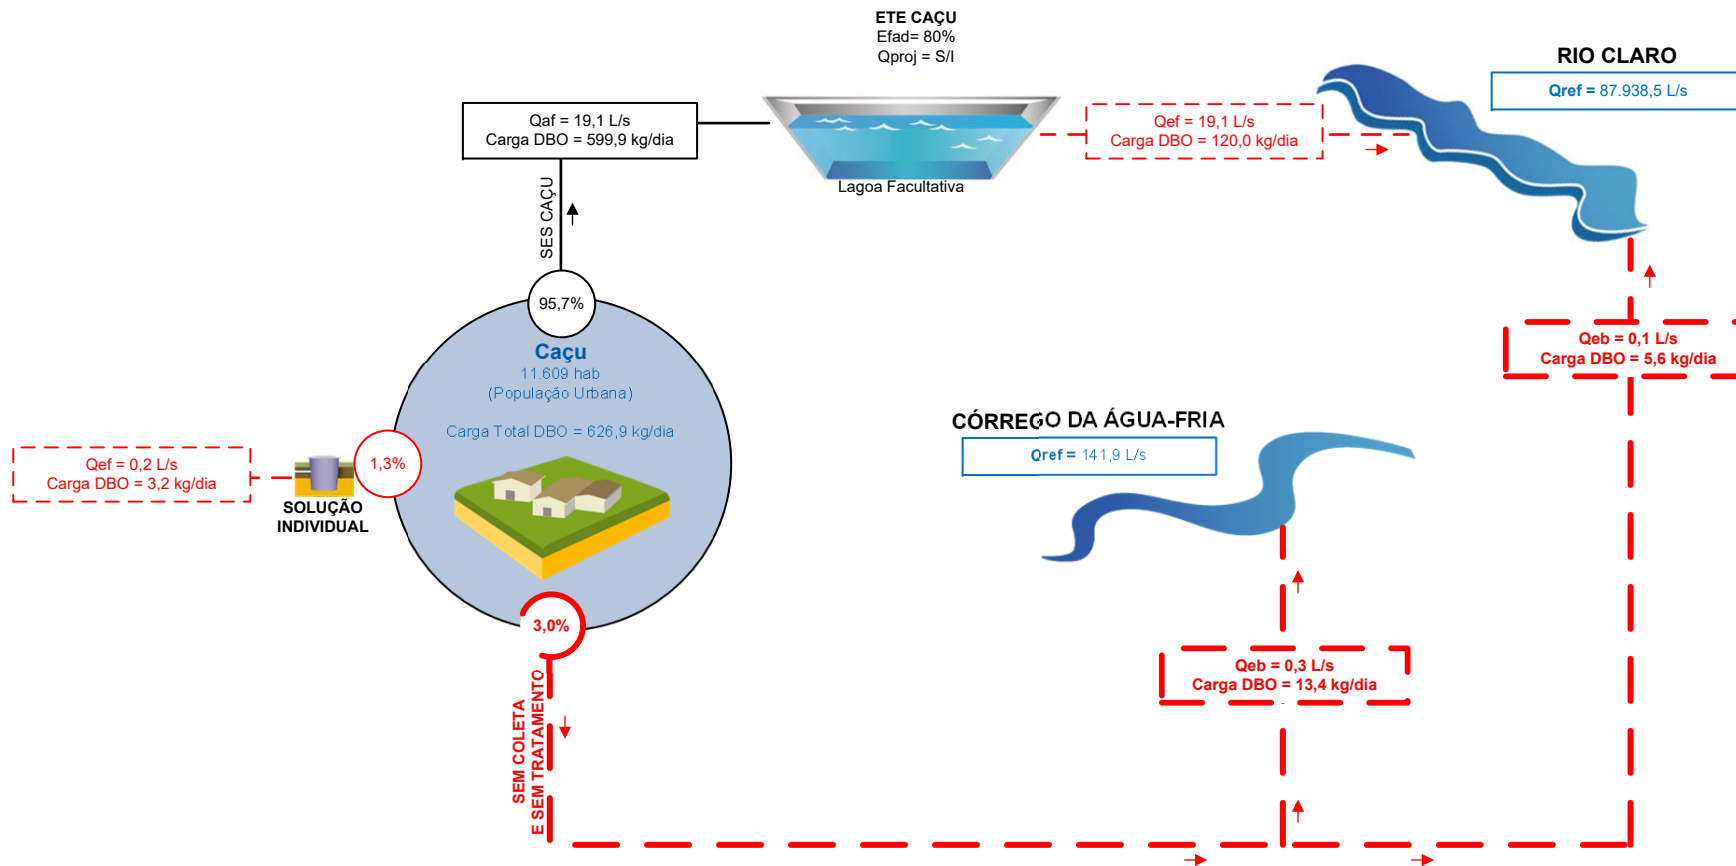 ETE CAÇU
Efad= 80%
Qproj = S/I
RIO CLARO
Qref = 87.938,5 L/s
Qaf = 19,1 L/s
Carga DBO = 599,9 kg/dia
Qef = 19,1 L/s
Carga DBO = 120,0 kg/dia
Lagoa Facultativa
SES CAÇU
95,7%
Caçu
11.609 hab
(População Urbana)
Carga Total DBO = 626,9 kg/dia
Qeb = 0,1 L/s
Carga DBO = 5,6 kg/dia
CÓRREGO DA ÁGUA-FRIA
Qref = 141,9 L/s
Qef = 0,2 L/s
Carga DBO = 3,2 kg/dia
1,3%
SOLUÇÃO
INDIVIDUAL
3,0%
Qeb = 0,3 L/s
Carga DBO = 13,4 kg/dia
SEM COLETA
E SEM TRATAMENTO